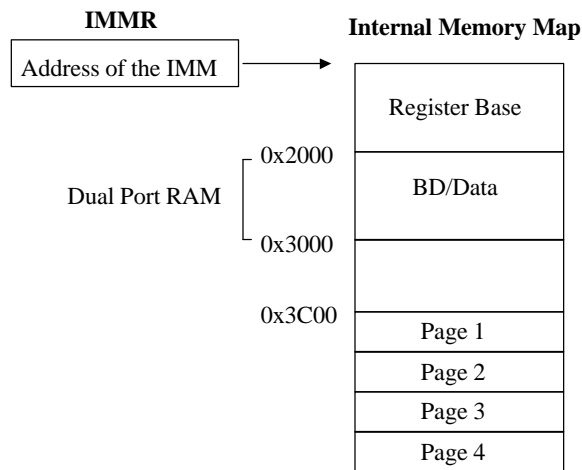 IMMR
Internal Memory Map
Address of the IMM
Register Base
0x2000
Dual Port RAM
BD/Data
0x3000
0x3C00
Page 1
Page 2
Page 3
Page 4